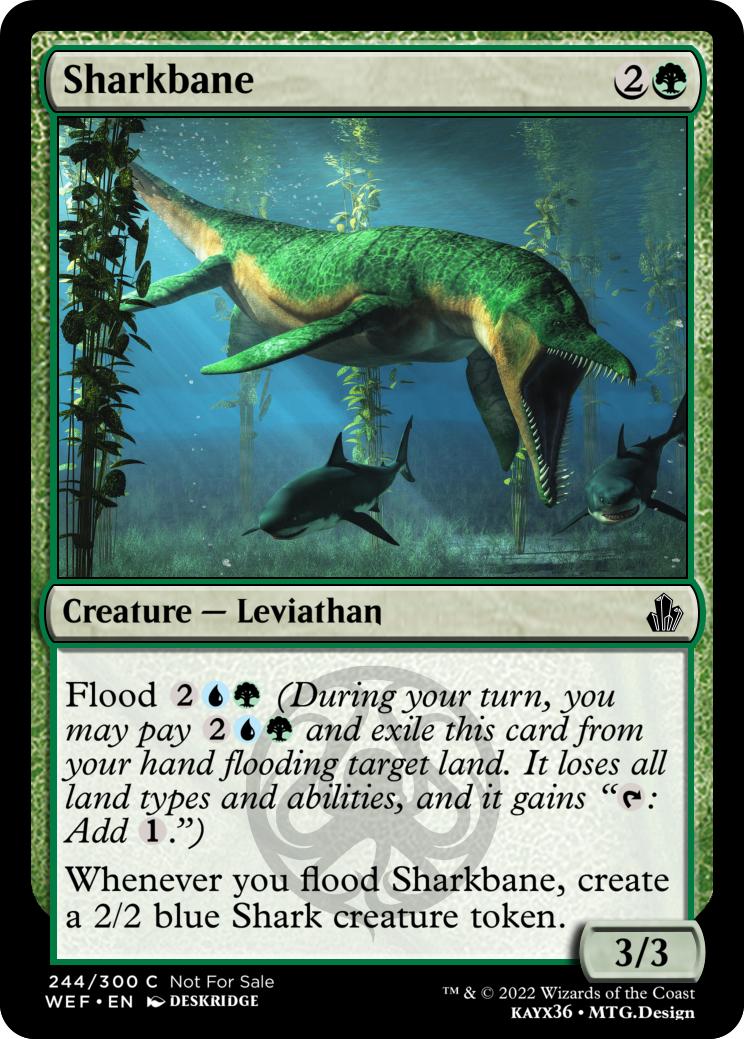 Sharkbane 2
Creature — Leviathan
Flood 2 (During your turn, you
may pay 2 and exile this card from
your hand flooding target land. It loses all
land types and abilities, and it gains “ :
Add 1.”)
Whenever you flood Sharkbane, create
a 2/2 blue Shark creature token.
3/3
244/300 C Not For Sale
WEF • EN DESKRIDGE
™ & © 2022 Wizards of the Coast
KAYX36 • MTG.Design